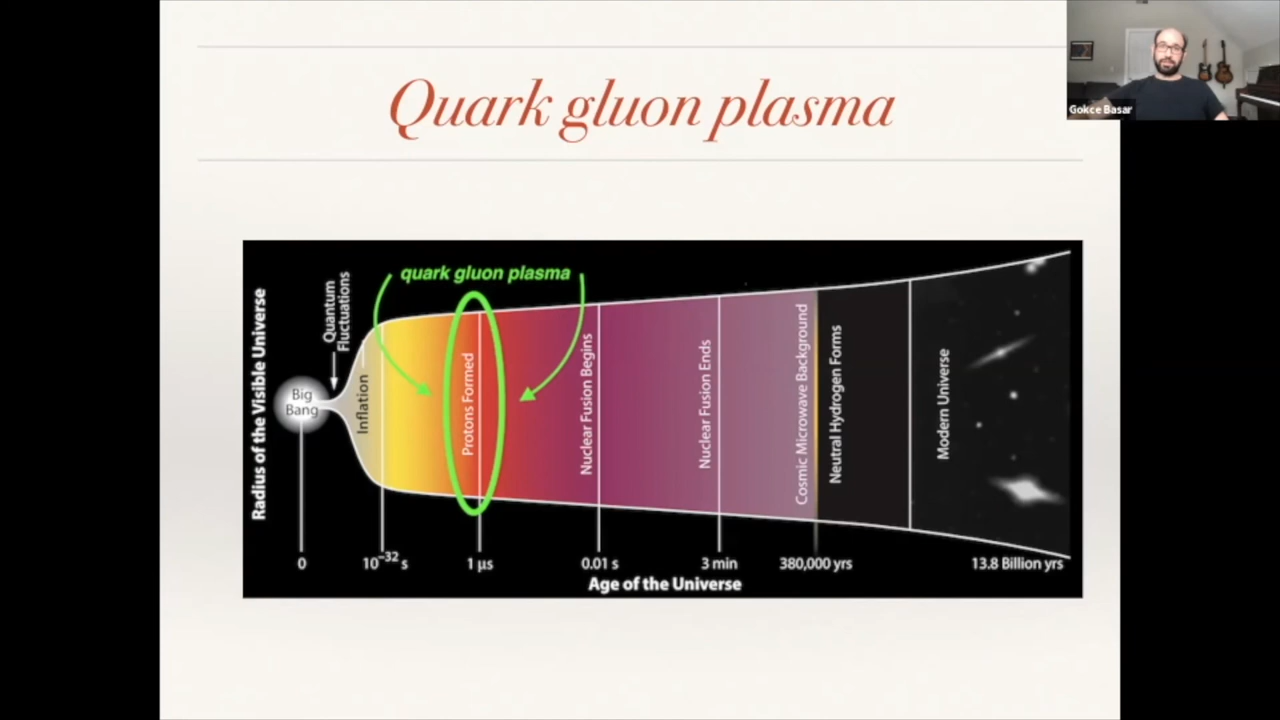 Quark gluon plasma
Gokce Basar
quark gluon plasma
Radius of the Visible Universe
Quantum
Fluctuations
Big
Bang
Inflation
Protons Formed
Nuclear Fusion Begins
Nuclear Fusion Ends
Cosmic Microwave Background
Neutral Hydrogen Forms
Modern Universe
0
10⁻³² s
1 µs
0.01 s
3 min
380,000 yrs
13.8 Billion yrs
Age of the Universe